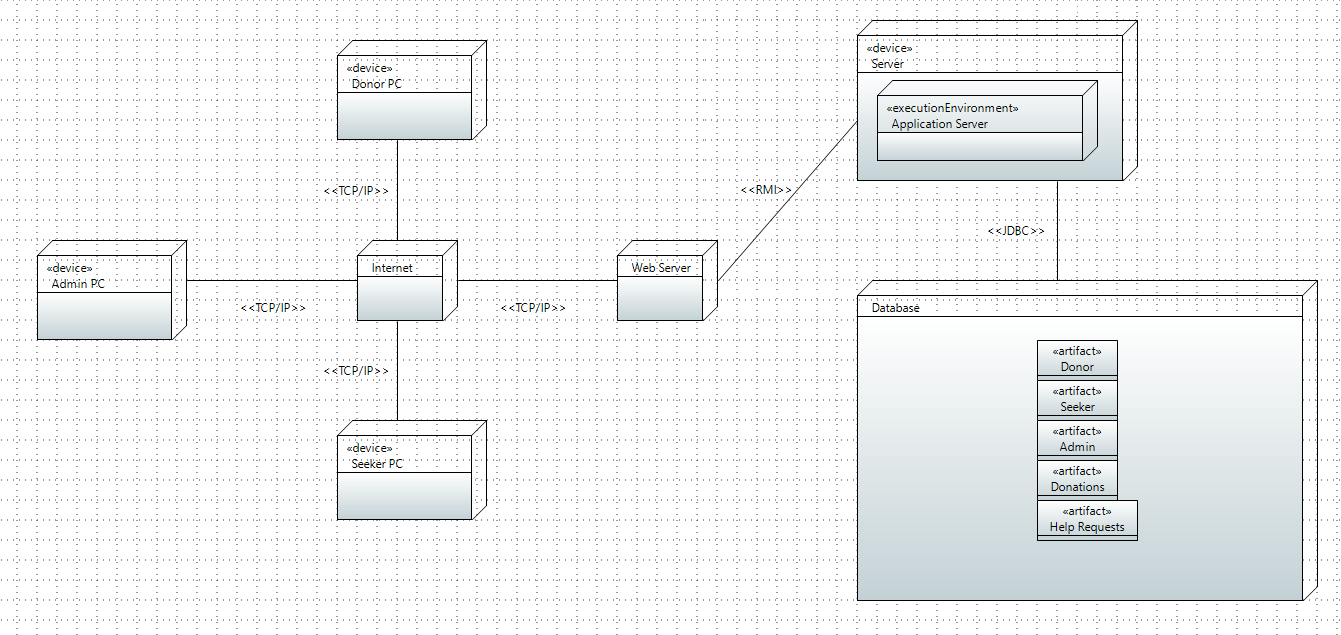 «device»
Donor PC
<<TCP/IP>>
«device»
Admin PC
<<TCP/IP>>
Internet
<<TCP/IP>>
Web Server
<<TCP/IP>>
«device»
Seeker PC
<<RMI>>
«device»
Server
«executionEnvironment»
Application Server
<<JDBC>>
Database
«artifact»
Donor
«artifact»
Seeker
«artifact»
Admin
«artifact»
Donations
«artifact»
Help Requests